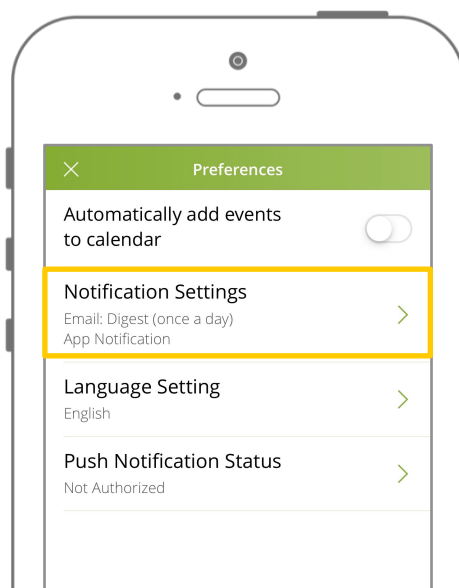 Preferences
Automatically add events
to calendar
Notification Settings
Email: Digest (once a day)
App Notification
Language Setting
English
Push Notification Status
Not Authorized